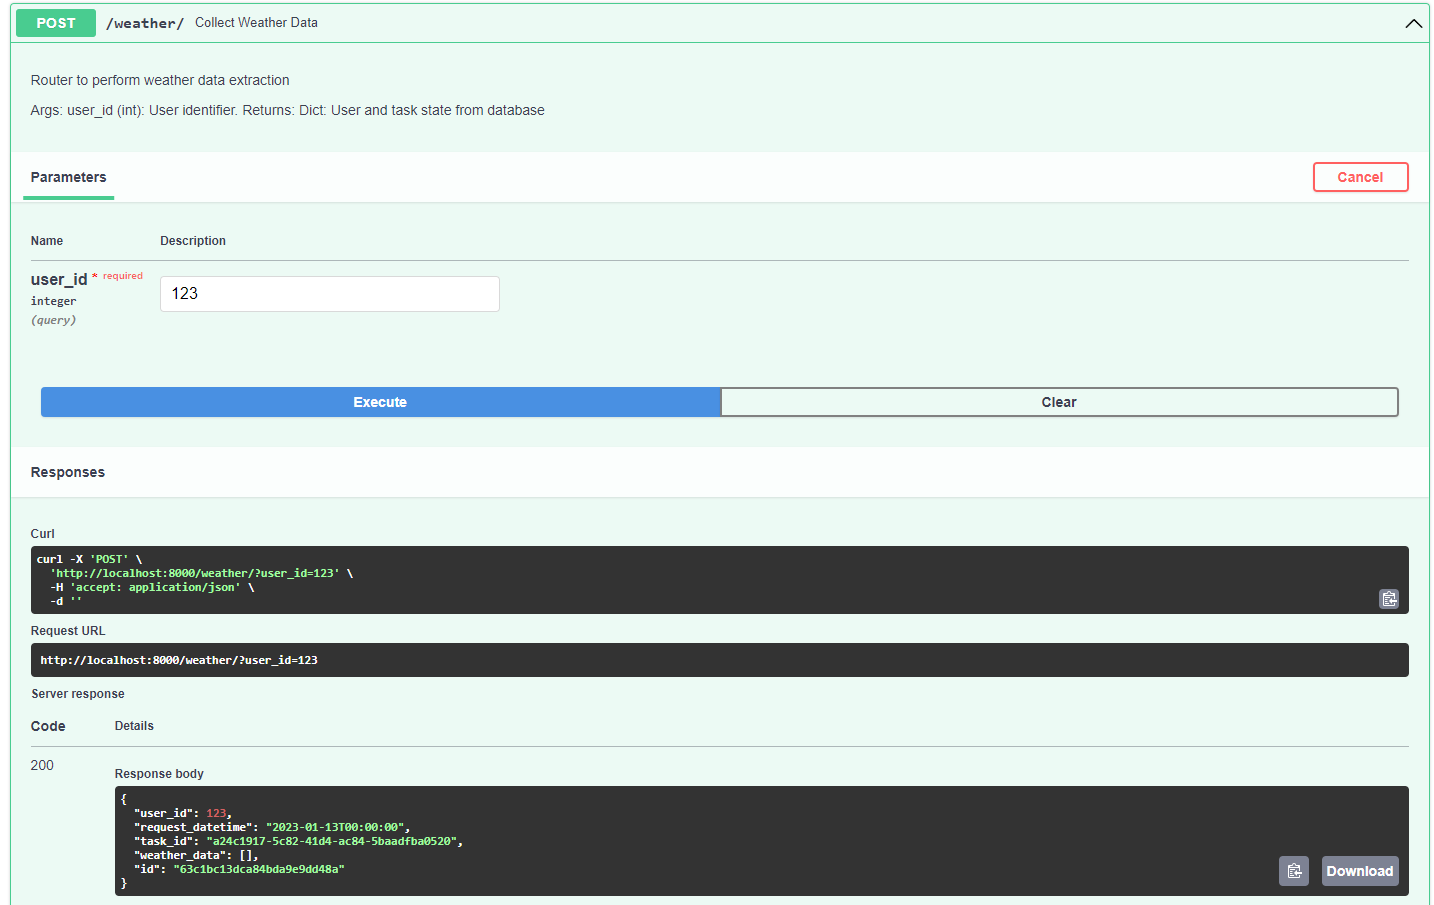 POST /weather/ Collect Weather Data
Router to perform weather data extraction
Args: user_id (int): User identifier. Returns: Dict: User and task state from database
Parameters Cancel
Name Description
user_id * required
integer
(query)
123
Execute Clear
Responses
Curl
curl -X 'POST' \
'http://localhost:8000/weather/?user_id=123' \
-H 'accept: application/json' \
-d ''
Request URL
http://localhost:8000/weather/?user_id=123
Server response
Code Details
200
Response body
{
"user_id": 123,
"request_datetime": "2023-01-13T00:00:00",
"task_id": "a24c1917-5c82-41d4-ac84-5baadfba0520",
"weather_data": [],
"id": "63c1bc13dca84bda9e9dd48a"
}
Download